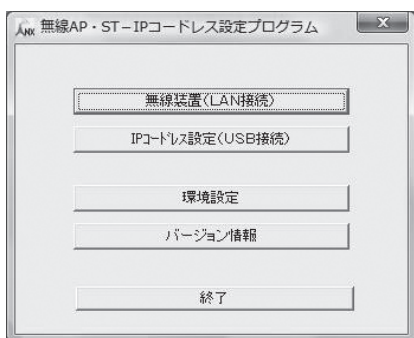 ΛNX 無線AP・ST−IPコードレス設定プログラム
無線装置(LAN接続)
IPｺｰﾄﾞﾚｽ設定(USB接続)
環境設定
バージョン情報
終了